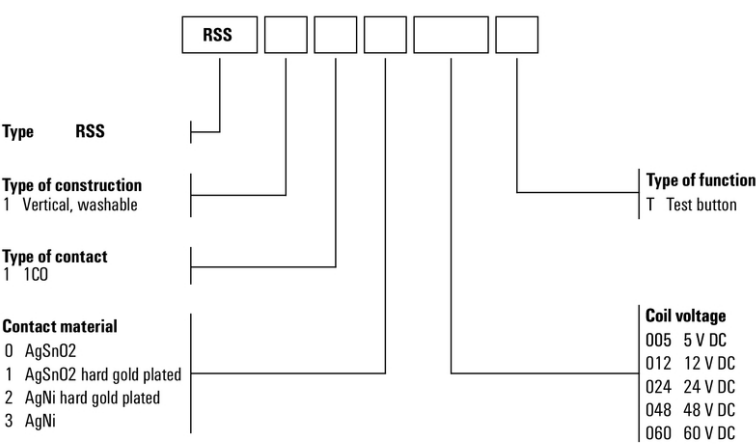 RSS
Type RSS
Type of construction
1 Vertical, washable
Type of contact
1 1CO
Contact material
0 AgSnO2
1 AgSnO2 hard gold plated
2 AgNi hard gold plated
3 AgNi
Type of function
T Test button
Coil voltage
005 5 V DC
012 12 V DC
024 24 V DC
048 48 V DC
060 60 V DC